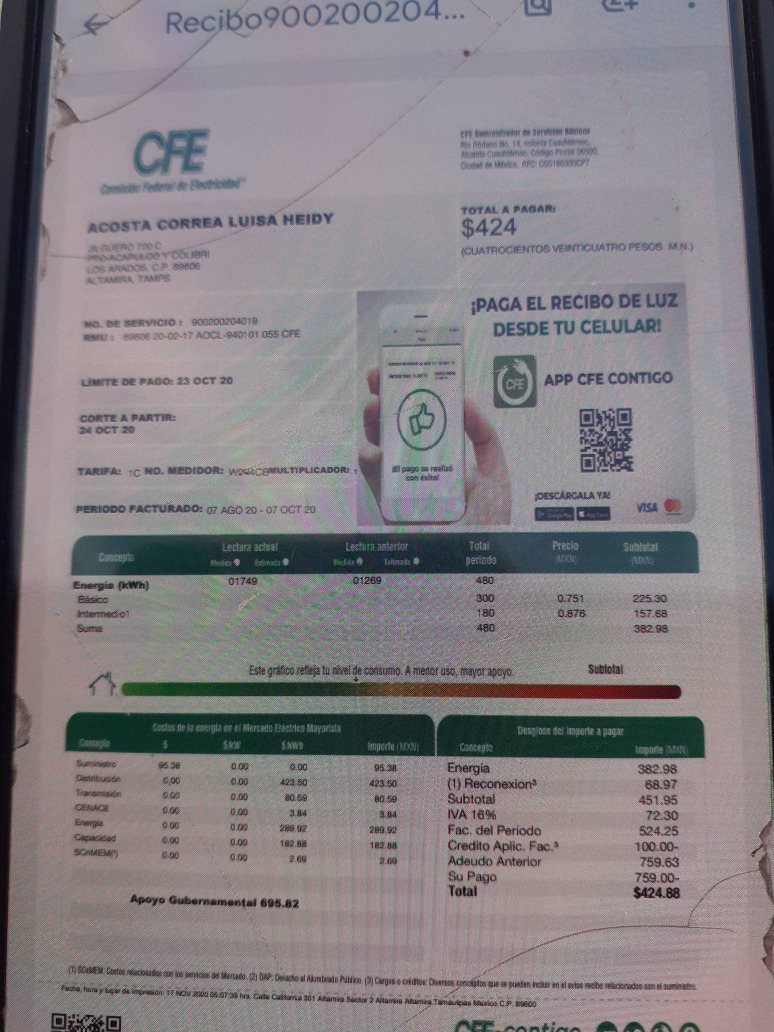 Recibo900200204...
CFE
Comisión Federal de Electricidad
CFE Suministrador de Servicios Básicos
Río Ródano No. 14, colonia Cuauhtémoc,
Alcaldía Cuauhtémoc, Código Postal 06500,
Ciudad de México. RFC:
ACOSTA CORREA LUISA HEIDY
JILGUERO 720 C
ACAPULCO Y COLIBRI
LOS ARADOS, C.P. 89606
ALTAMIRA, TAMPS
TOTAL A PAGAR:
$424
(CUATROCIENTOS VEINTICUATRO PESOS M.N.)
NO. DE SERVICIO : 900200204019
RMU : 89606 20-02-17 AOCL-940101 055 CFE
LÍMITE DE PAGO: 23 OCT 20
CORTE A PARTIR:
24 OCT 20
TARIFA: 1C NO. MEDIDOR: MULTIPLICADOR: 1
PERIODO FACTURADO: 07 AGO 20 - 07 OCT 20
¡PAGA EL RECIBO DE LUZ
DESDE TU CELULAR!
CFE
APP CFE CONTIGO
¡El pago se realizó
con éxito!
¡DESCÁRGALA YA!
Google Play
App Store
VISA
Concepto Lectura actual Lectura anterior Total periodo Precio (MXN) Subtotal (MXN)
Medida Estimada Medida Estimada
Energía (kWh) 01749 01269 480
Básico 300 0.751 225.30
Intermedio1 180 0.876 157.68
Suma 480 382.98
Este gráfico refleja tu nivel de consumo. A menor uso, mayor apoyo. Subtotal
Costos de la energía en el Mercado Eléctrico Mayorista
Concepto $ $/kW $/kWh Importe (MXN)
Suministro 95.38 0.00 0.00 95.38
Distribución 0.00 0.00 423.50 423.50
Transmisión 0.00 0.00 80.59 80.59
CENACE 0.00 0.00 3.84 3.84
Energía 0.00 0.00 289.92 289.92
Capacidad 0.00 0.00 182.88 182.88
SCnMEM(¹) 0.00 0.00 2.69 2.69
Apoyo Gubernamental 695.82
Desglose del importe a pagar
Concepto Importe (MXN)
Energía 382.98
(1) Reconexion³ 68.97
Subtotal 451.95
IVA 16% 72.30
Fac. del Periodo 524.25
Credito Aplic. Fac.³ 100.00-
Adeudo Anterior 759.63
Su Pago 759.00-
Total $424.88
(1) SCnMEM: Costos relacionados con los servicios del Mercado. (2) DAP: Derecho al Alumbrado Público. (3) Cargos o créditos: Diversos conceptos que se pueden incluir en el aviso recibo relacionados con el suministro.
Fecha, hora y lugar de impresión: 17 NOV 2020 05:07:39 hrs. Calle California 301 Altamira Sector 2 Altamira Altamira Tamaulipas México C.P. 89600
CFE-contigo